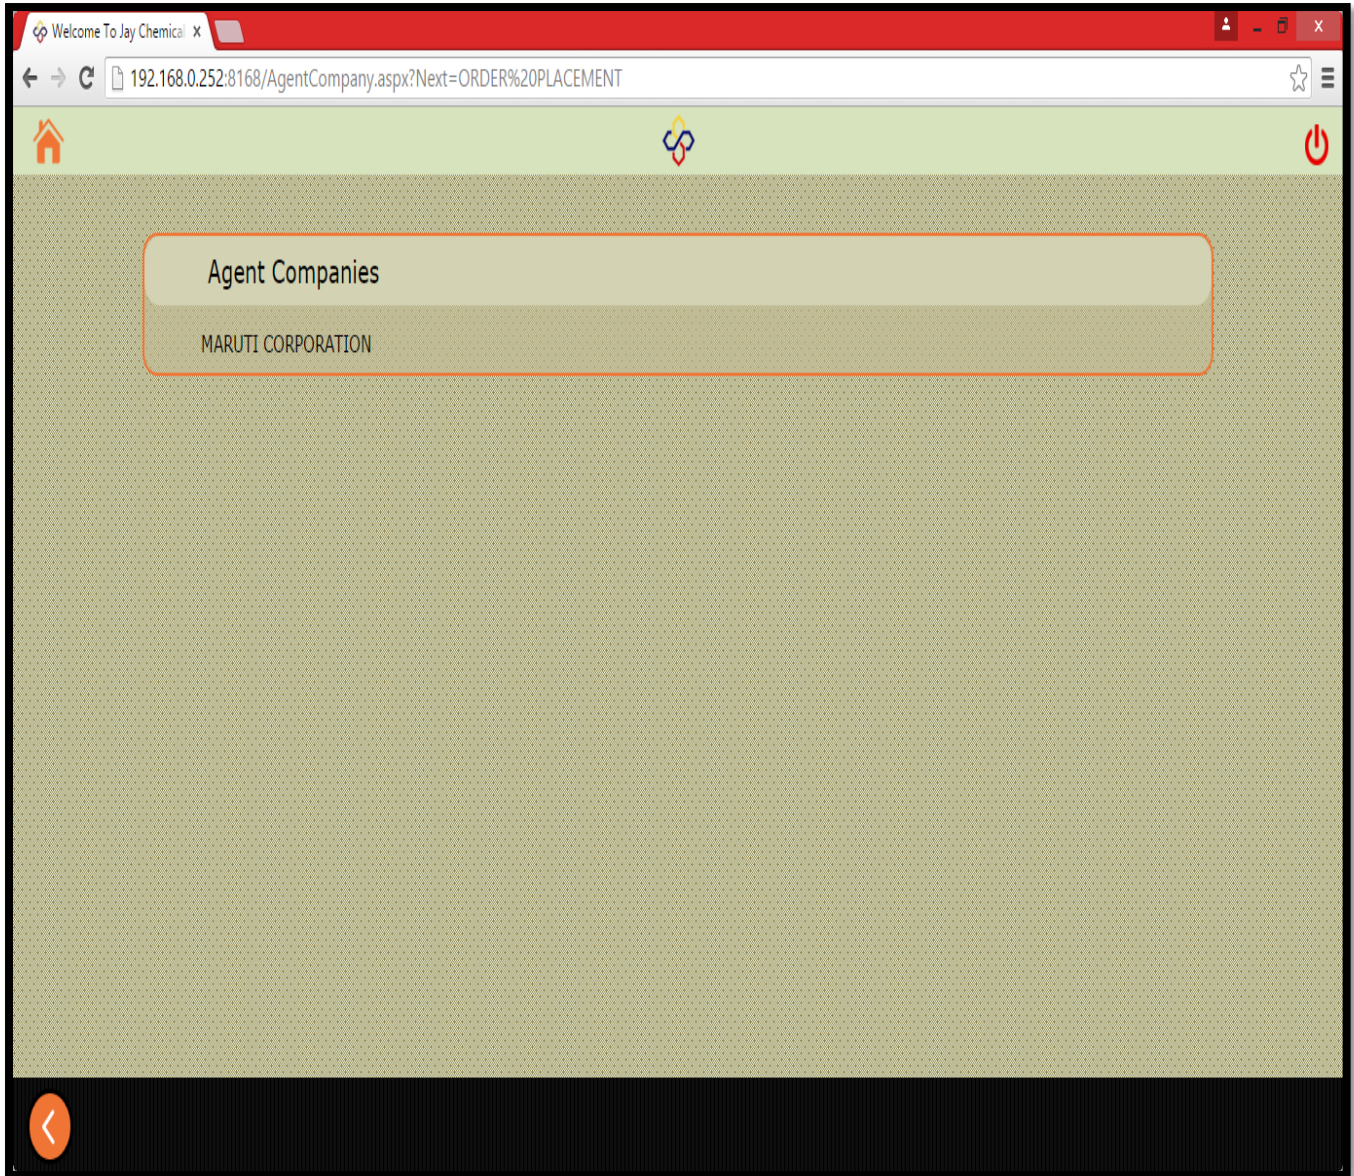 Welcome To Jay Chemical
192.168.0.252:8168/AgentCompany.aspx?Next=ORDER%20PLACEMENT
Agent Companies
MARUTI CORPORATION